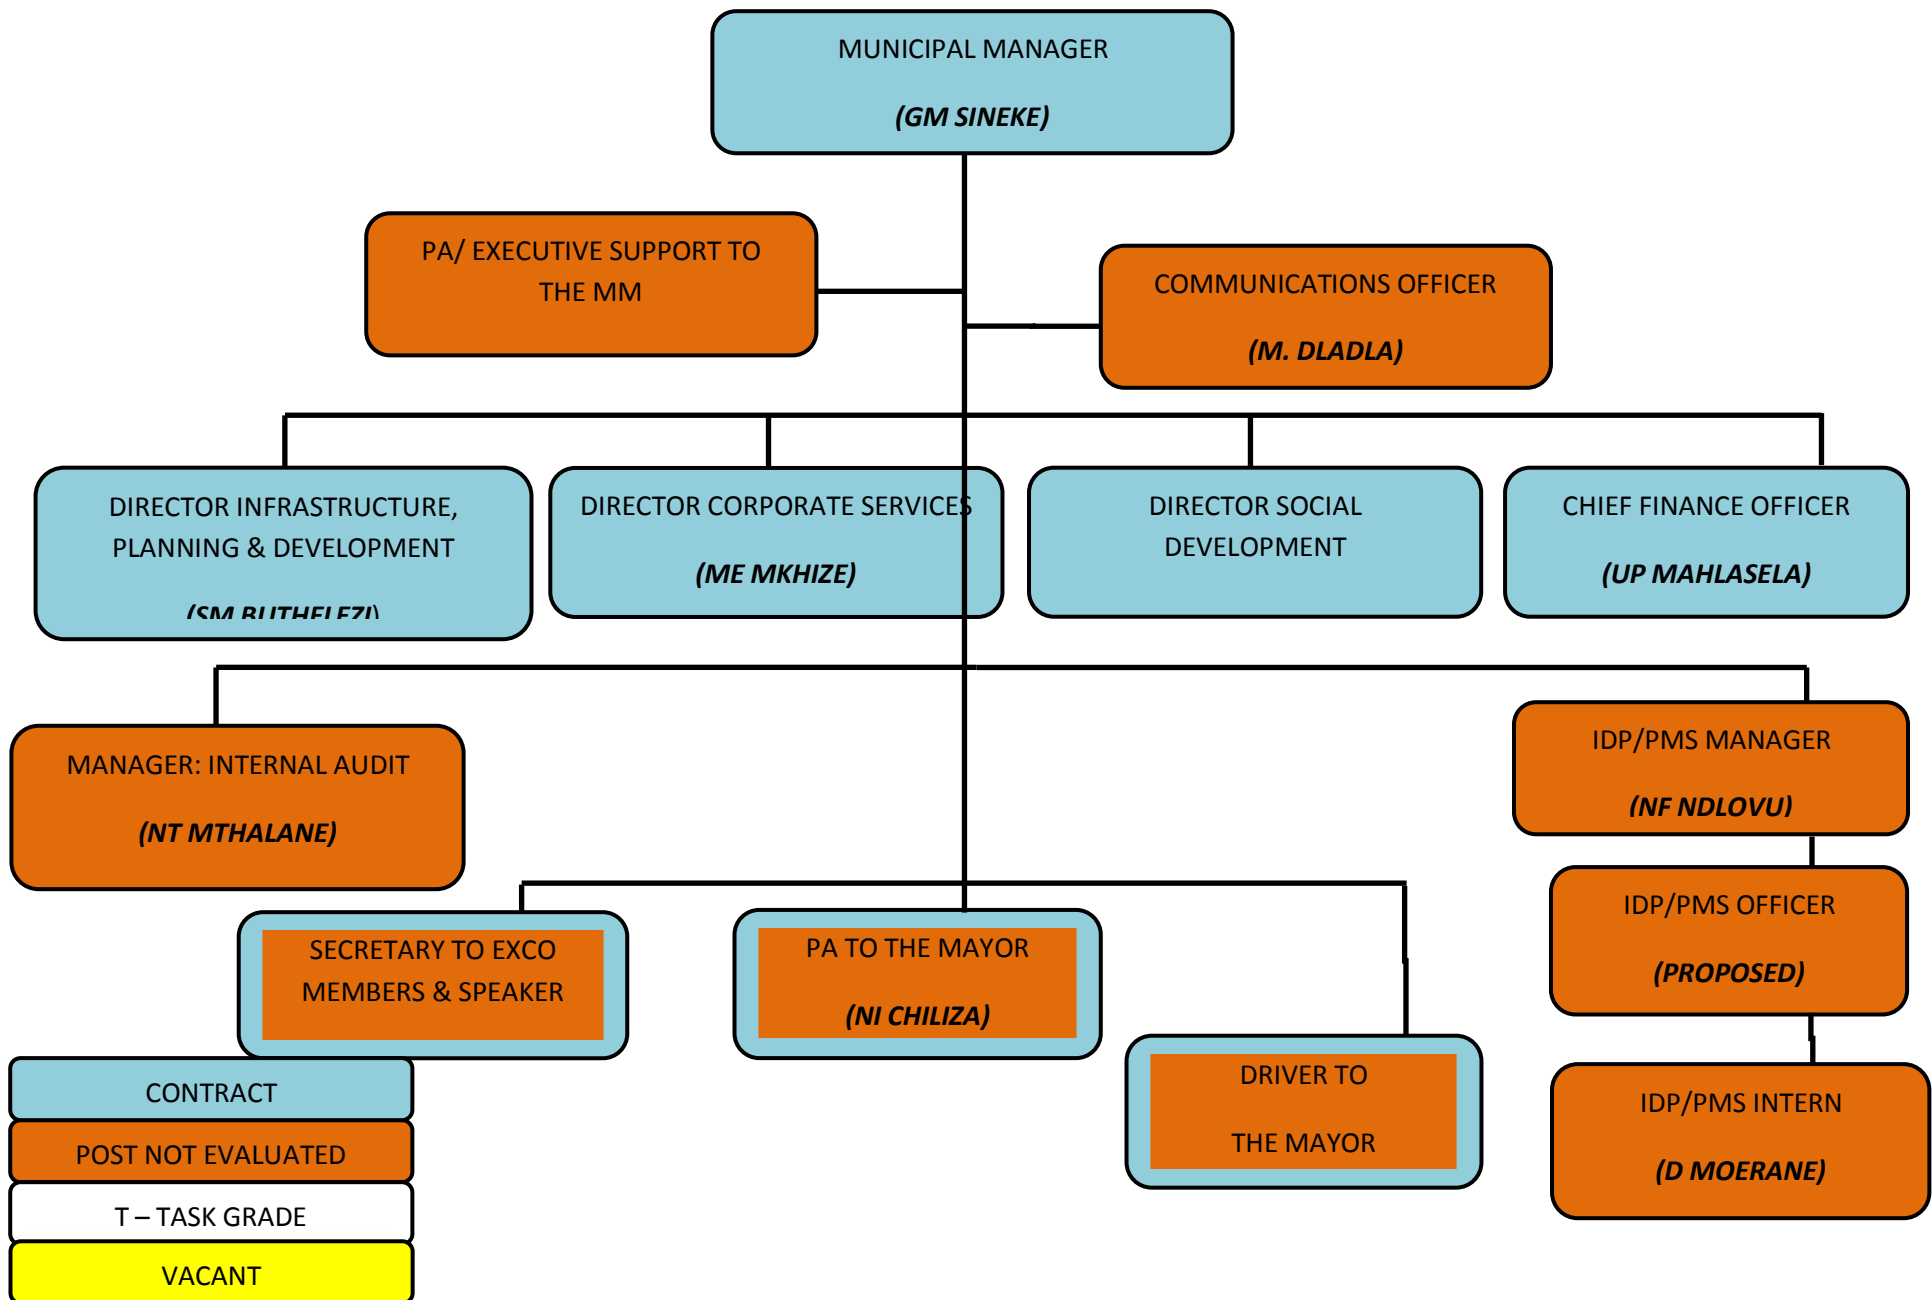 MUNICIPAL MANAGER
(GM SINEKE)
PA/ EXECUTIVE SUPPORT TO
THE MM
COMMUNICATIONS OFFICER
(M. DLADLA)
DIRECTOR INFRASTRUCTURE,
PLANNING & DEVELOPMENT
(SM BUTHELEZI)
DIRECTOR CORPORATE SERVICES
(ME MKHIZE)
DIRECTOR SOCIAL
DEVELOPMENT
CHIEF FINANCE OFFICER
(UP MAHLASELA)
MANAGER: INTERNAL AUDIT
(NT MTHALANE)
IDP/PMS MANAGER
(NF NDLOVU)
IDP/PMS OFFICER
(PROPOSED)
IDP/PMS INTERN
(D MOERANE)
SECRETARY TO EXCO
MEMBERS & SPEAKER
PA TO THE MAYOR
(NI CHILIZA)
DRIVER TO
THE MAYOR
CONTRACT
POST NOT EVALUATED
T – TASK GRADE
VACANT